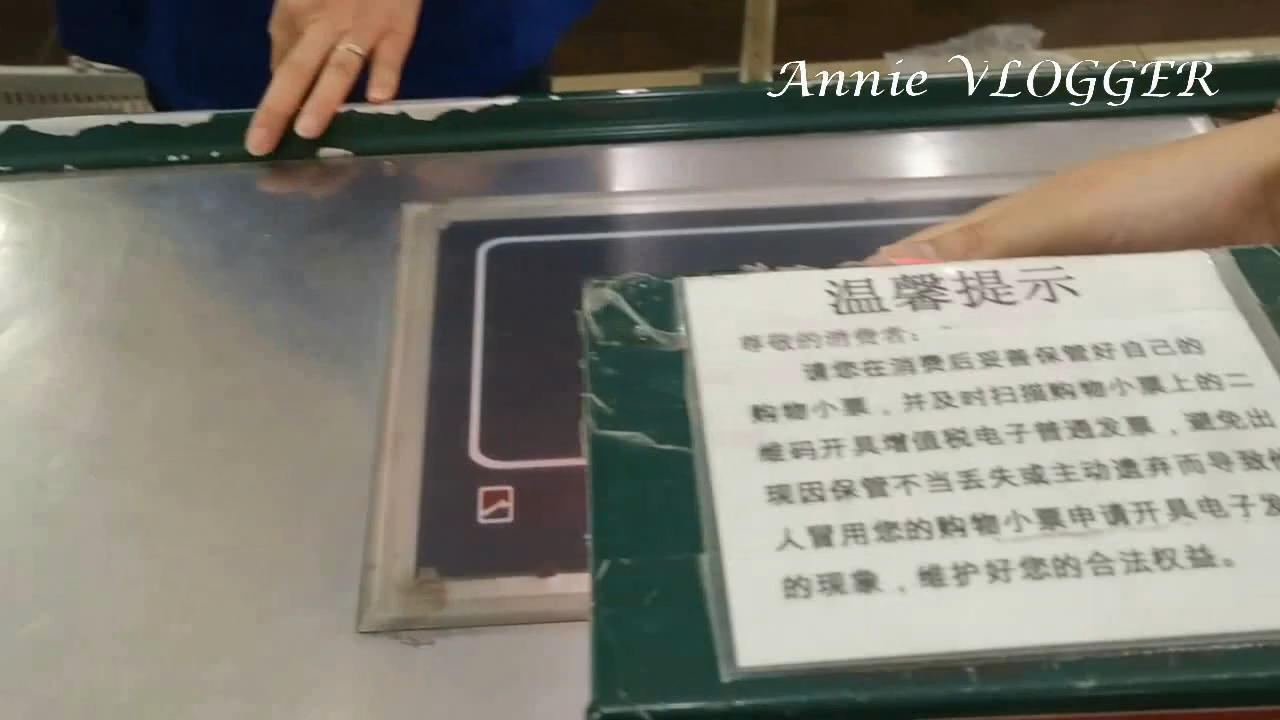 Annie VLOGGER
温馨提示
尊敬的消费者：
请您在消费后妥善保管好自己的
购物小票，并及时扫描购物小票上的二
维码开具增值税电子普通发票，避免出
现因保管不当丢失或主动遗弃而导致他
人冒用您的购物小票申请开具电子发
的现象，维护好您的合法权益。